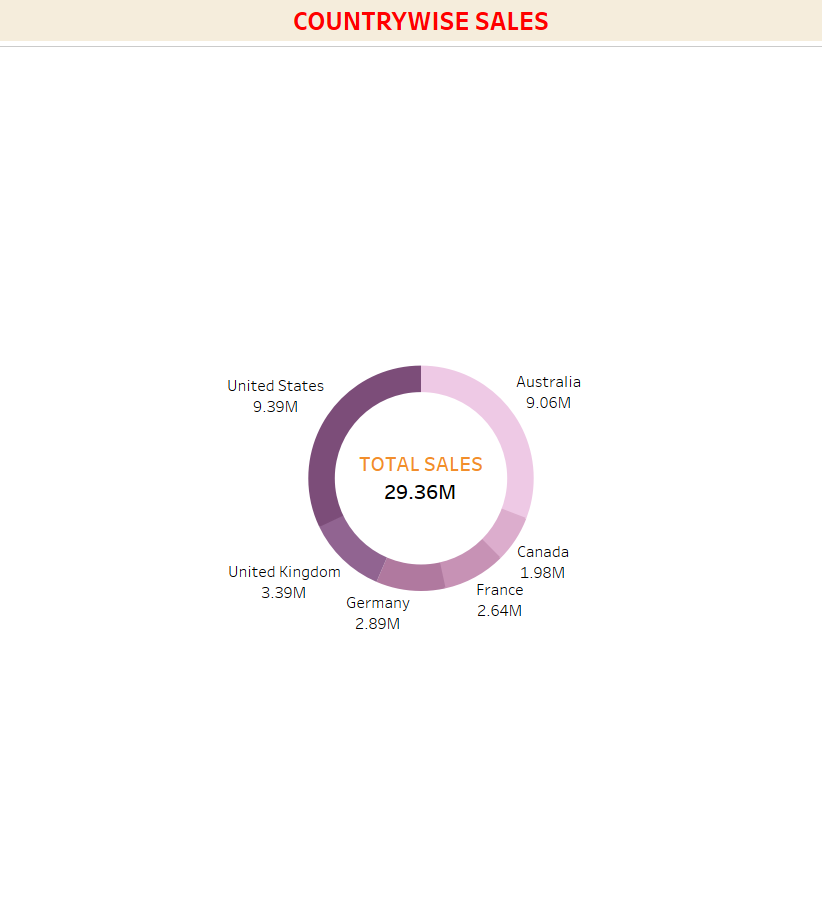 COUNTRYWISE SALES
United States
9.39M
Australia
9.06M
TOTAL SALES
29.36M
Canada
1.98M
United Kingdom
3.39M
France
2.64M
Germany
2.89M